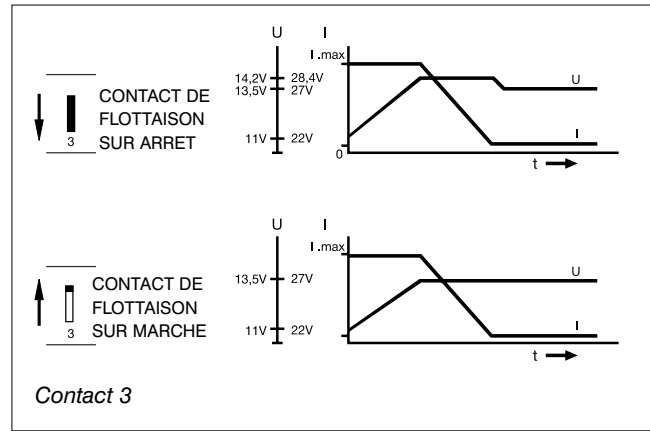 U I
I.max
14,2V 28,4V
13,5V 27V
11V 22V
0
U
I
t
3
CONTACT DE
FLOTTAISON
SUR ARRET
U I
I.max
13,5V 27V
11V 22V
U
I
t
3
CONTACT DE
FLOTTAISON
SUR MARCHE
Contact 3